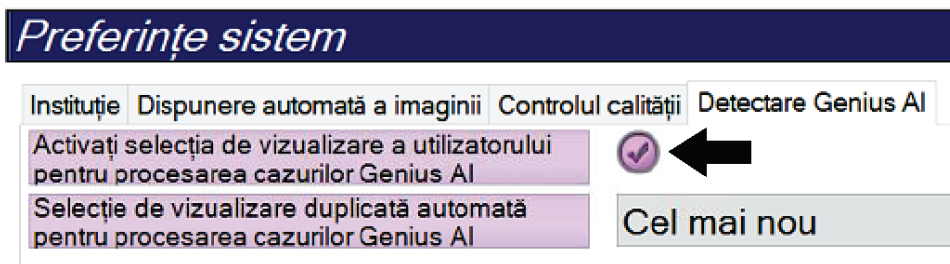 Preferințe sistem
Instituție Dispunere automată a imaginii Controlul calității Detectare Genius AI
Activați selecția de vizualizare a utilizatorului
pentru procesarea cazurilor Genius AI
Selecție de vizualizare duplicată automată
pentru procesarea cazurilor Genius AI
Cel mai nou